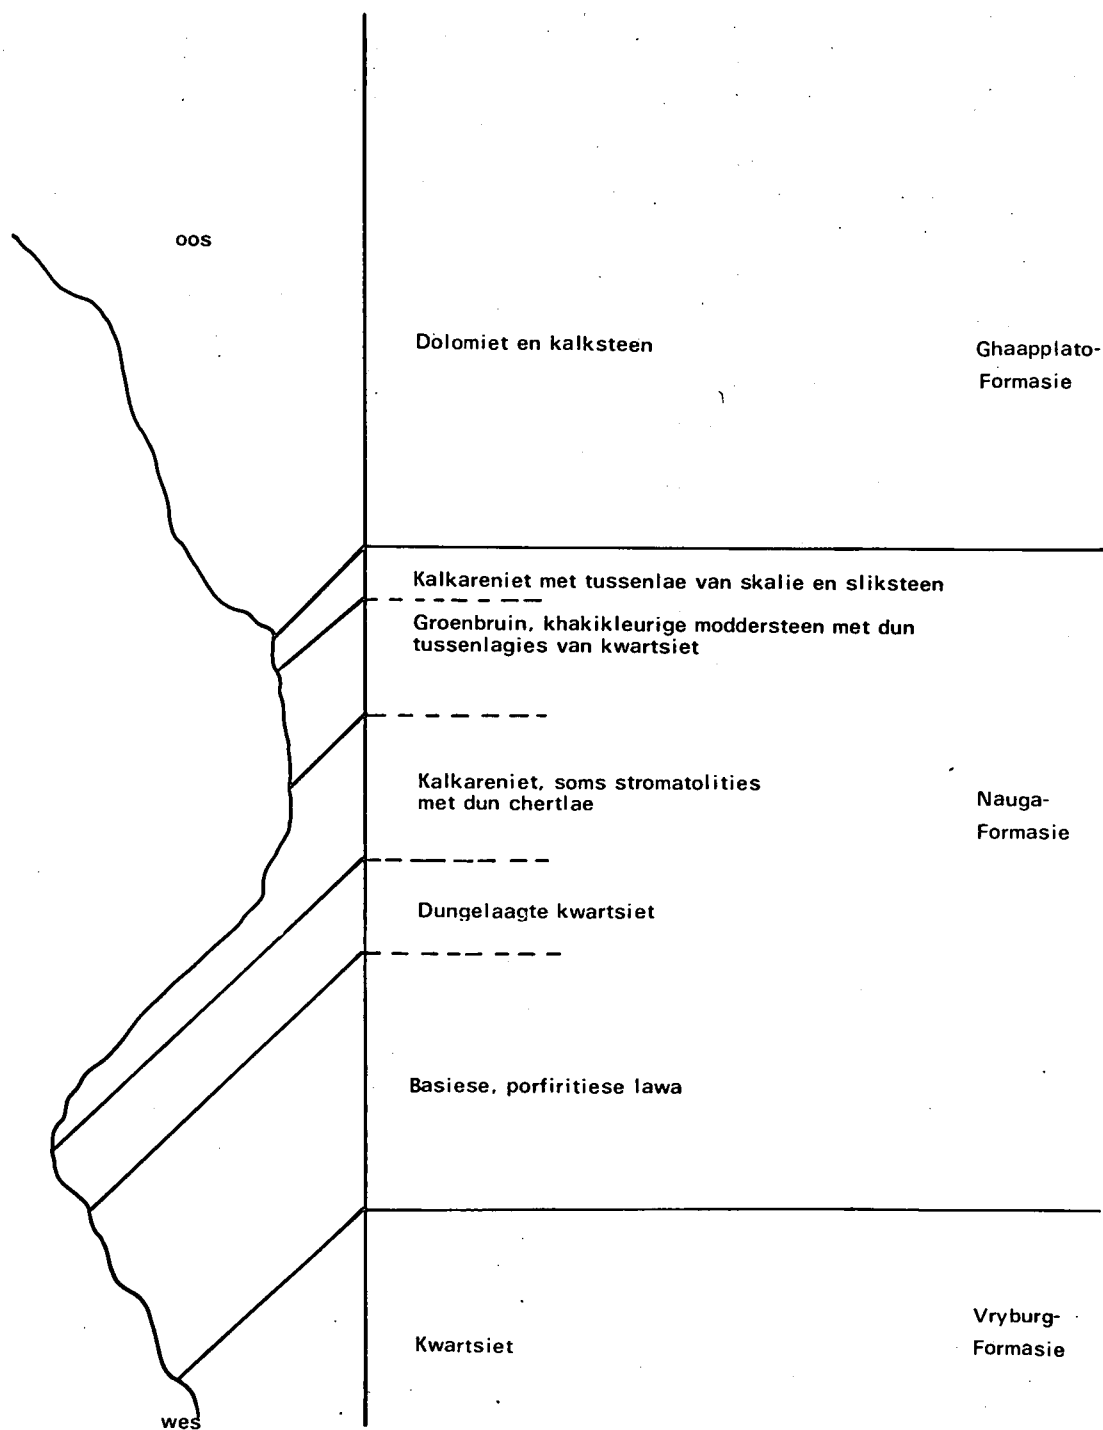 oos
Dolomiet en kalksteen
Ghaapplato-
Formasie
Kalkareniet met tussenlae van skalie en sliksteen
Groenbruin, khakikleurige moddersteen met dun
tussenlagies van kwartsiet
Kalkareniet, soms stromatolities
met dun chertlae
Nauga-
Formasie
Dungelaagte kwartsiet
Basiese, porfiritiese lawa
Kwartsiet
Vryburg-
Formasie
wes